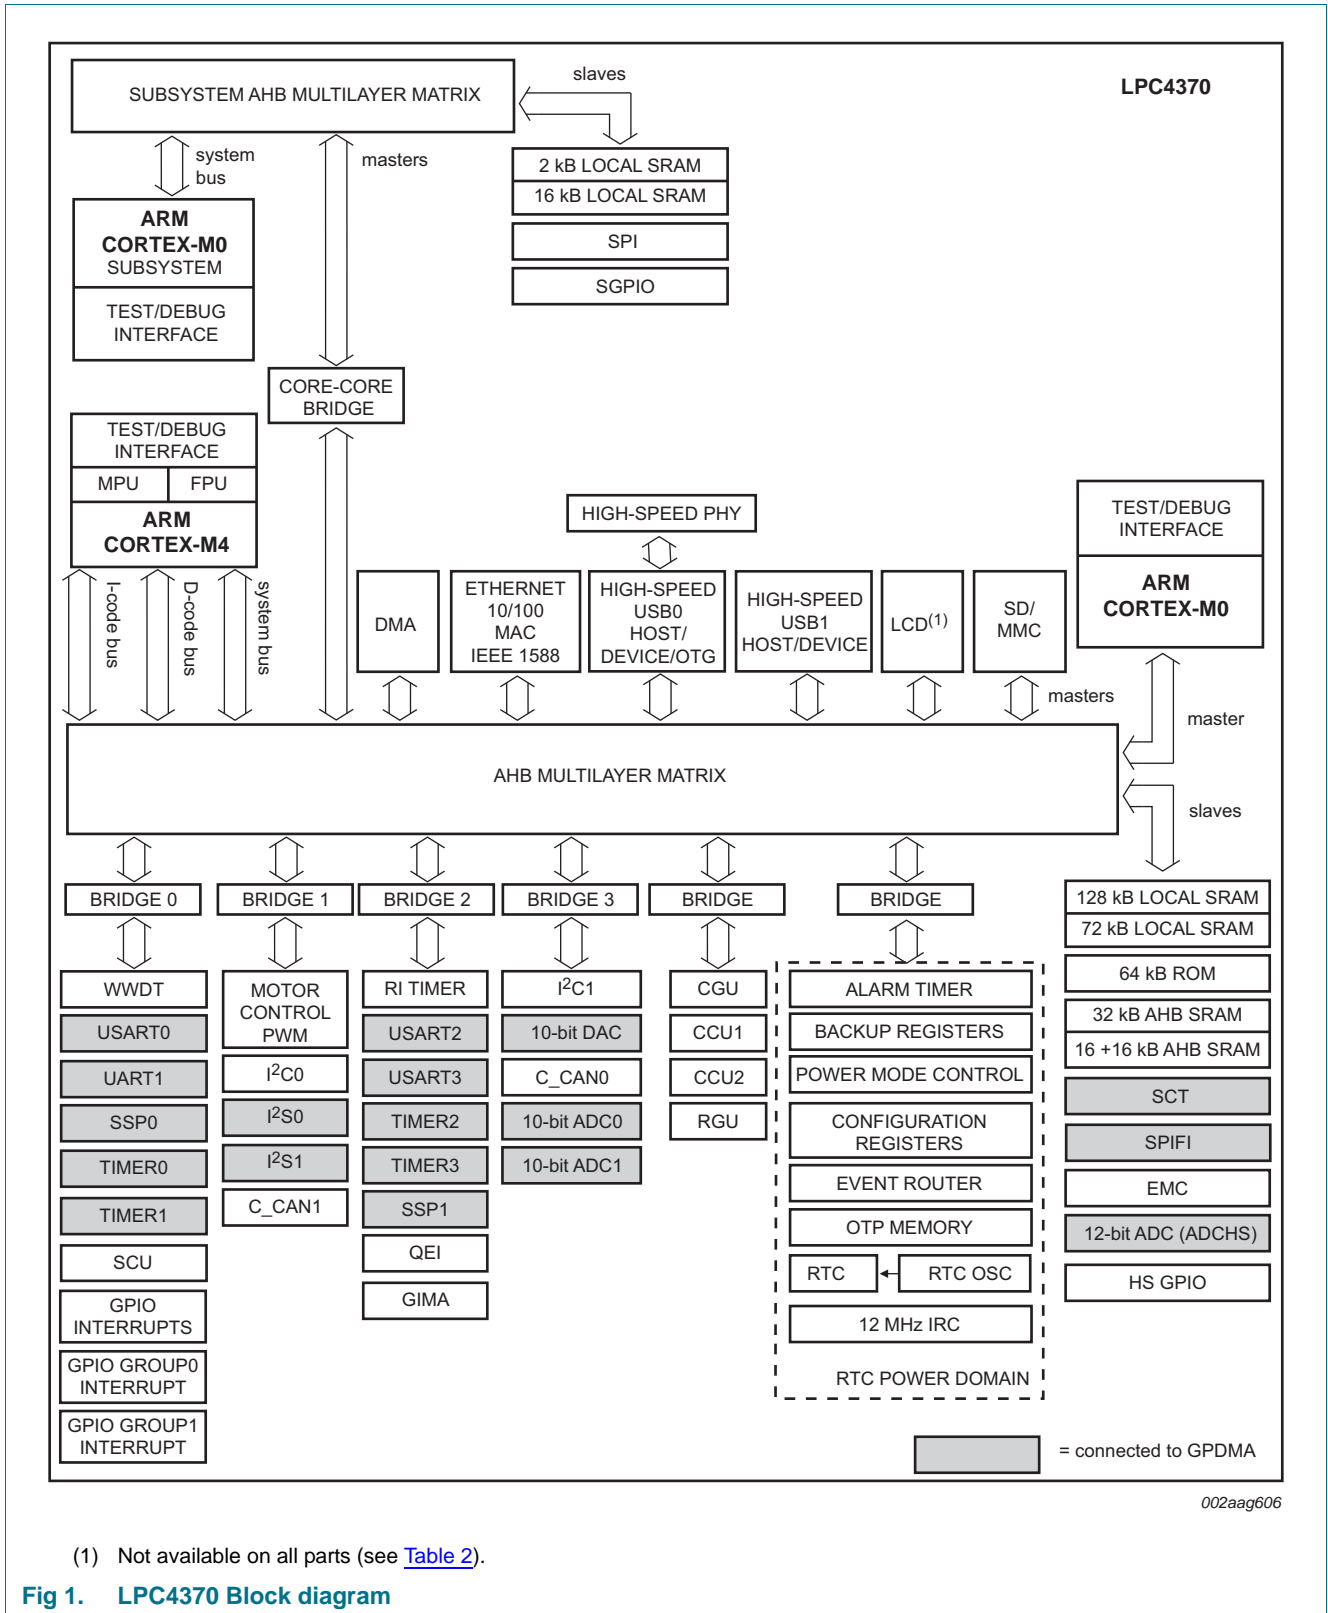 LPC4370
SUBSYSTEM AHB MULTILAYER MATRIX
slaves
system
bus
masters
2 kB LOCAL SRAM
16 kB LOCAL SRAM
SPI
SGPIO
ARM
CORTEX-M0
SUBSYSTEM
TEST/DEBUG
INTERFACE
CORE-CORE
BRIDGE
TEST/DEBUG
INTERFACE
MPU
FPU
ARM
CORTEX-M4
I-code bus
D-code bus
system bus
HIGH-SPEED PHY
DMA
ETHERNET
10/100
MAC
IEEE 1588
HIGH-SPEED
USB0
HOST/
DEVICE/OTG
HIGH-SPEED
USB1
HOST/DEVICE
LCD(1)
SD/
MMC
masters
TEST/DEBUG
INTERFACE
ARM
CORTEX-M0
master
AHB MULTILAYER MATRIX
slaves
BRIDGE 0
BRIDGE 1
BRIDGE 2
BRIDGE 3
BRIDGE
BRIDGE
WWDT
USART0
UART1
SSP0
TIMER0
TIMER1
SCU
GPIO
INTERRUPTS
GPIO GROUP0
INTERRUPT
GPIO GROUP1
INTERRUPT
MOTOR
CONTROL
PWM
I2C0
I2S0
I2S1
C_CAN1
RI TIMER
USART2
USART3
TIMER2
TIMER3
SSP1
QEI
GIMA
I2C1
10-bit DAC
C_CAN0
10-bit ADC0
10-bit ADC1
CGU
CCU1
CCU2
RGU
ALARM TIMER
BACKUP REGISTERS
POWER MODE CONTROL
CONFIGURATION
REGISTERS
EVENT ROUTER
OTP MEMORY
RTC
RTC OSC
12 MHz IRC
RTC POWER DOMAIN
128 kB LOCAL SRAM
72 kB LOCAL SRAM
64 kB ROM
32 kB AHB SRAM
16 +16 kB AHB SRAM
SCT
SPIFI
EMC
12-bit ADC (ADCHS)
HS GPIO
= connected to GPDMA
002aag606
(1) Not available on all parts (see Table 2).
Fig 1. LPC4370 Block diagram